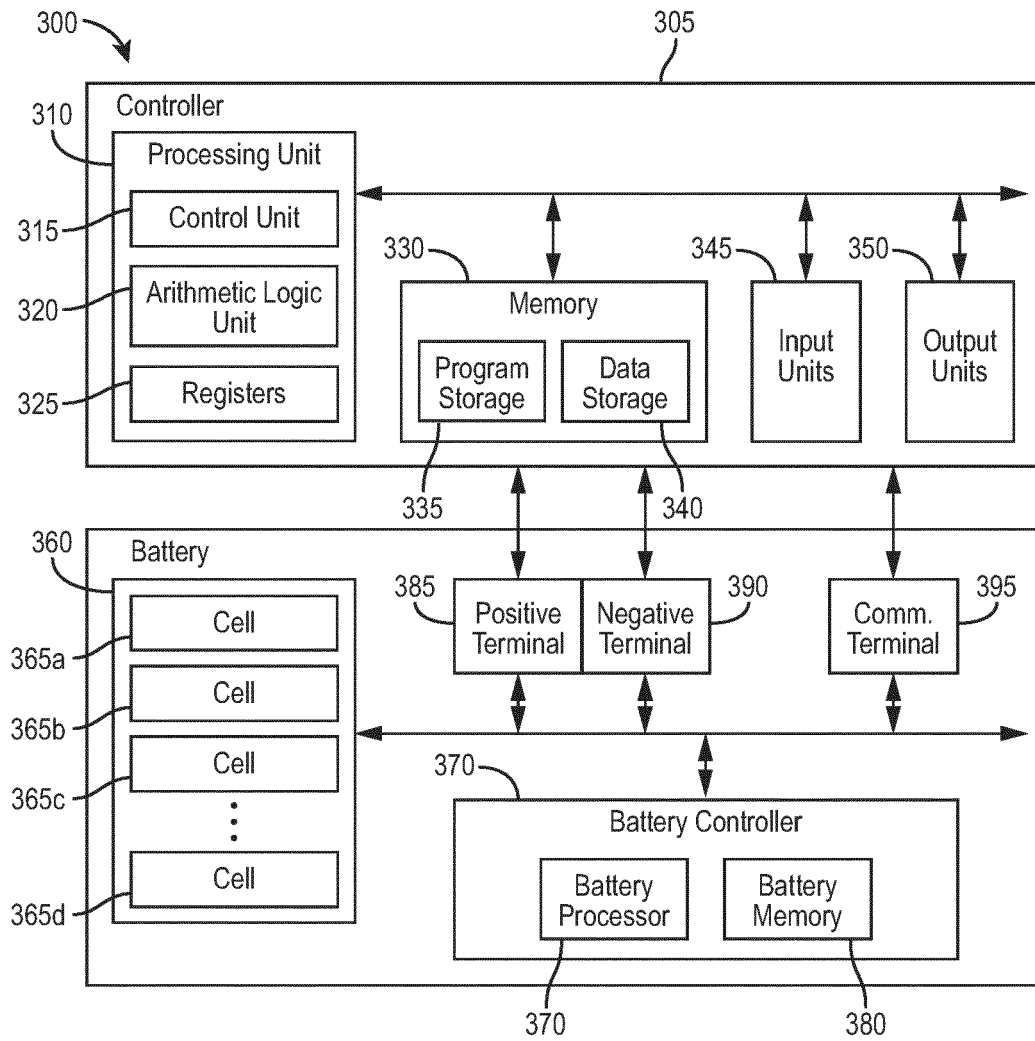 300
305
Controller
310
Processing Unit
315
Control Unit
320
Arithmetic Logic
Unit
325
Registers
330
Memory
Program
Storage
Data
Storage
335
340
345
Input
Units
350
Output
Units
360
Battery
Cell
365a
Cell
365b
Cell
365c
Cell
365d
385
Positive
Terminal
Negative
Terminal
390
Comm.
Terminal
395
370
Battery Controller
Battery
Processor
Battery
Memory
370
380